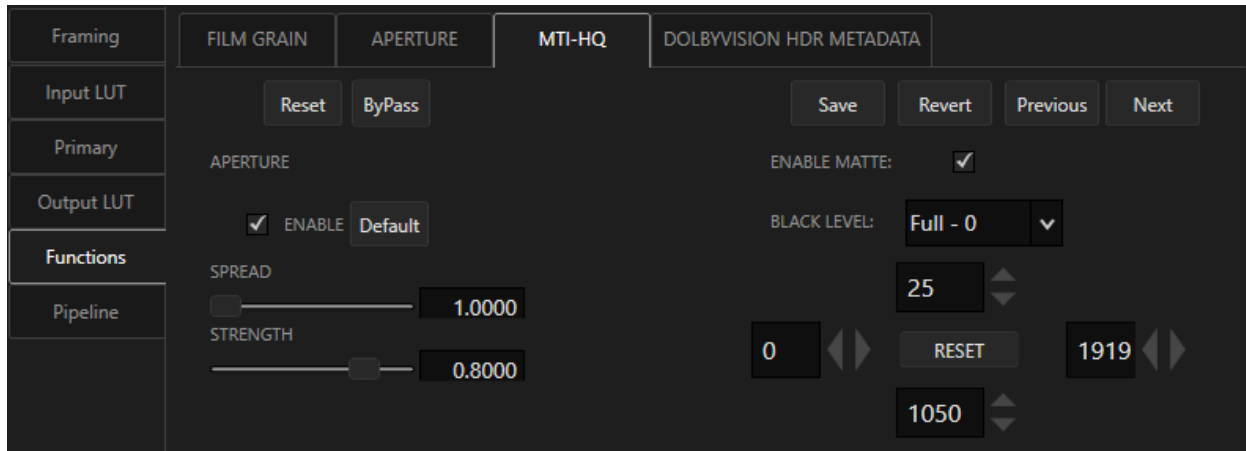 Framing
Input LUT
Primary
Output LUT
Functions
Pipeline
FILM GRAIN APERTURE MTI-HQ DOLBYVISION HDR METADATA
Reset ByPass Save Revert Previous Next
APERTURE ENABLE MATTE:
ENABLE Default BLACK LEVEL: Full - 0
SPREAD
1.0000 25
STRENGTH
0 RESET 1919
0.8000
1050